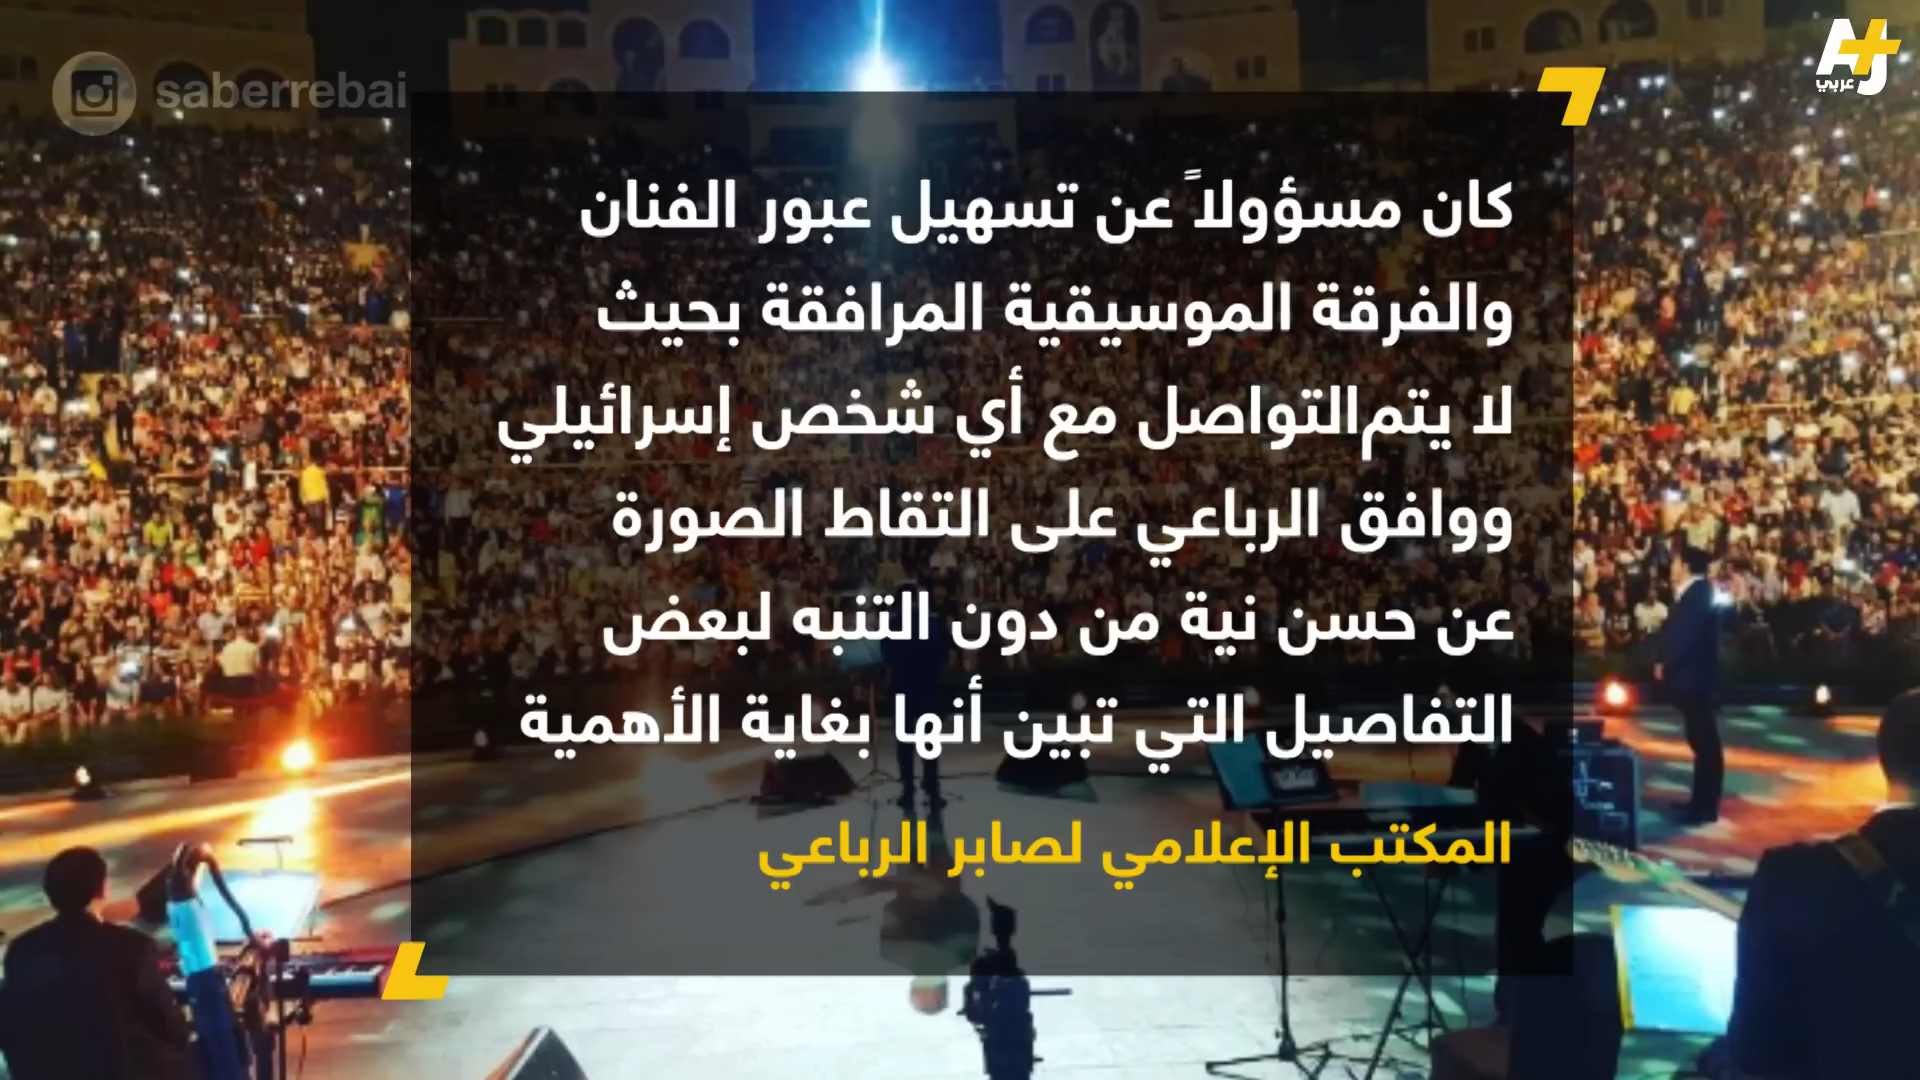 saberrebai
عربي
كان مسؤولاً عن تسهيل عبور الفنان
والفرقة الموسيقية المرافقة بحيث
لا يتم التواصل مع أي شخص إسرائيلي
ووافق الرباعي على التقاط الصورة
عن حسن نية من دون التنبه لبعض
التفاصيل التي تبين أنها بغاية الأهمية
المكتب الإعلامي لصابر الرباعي